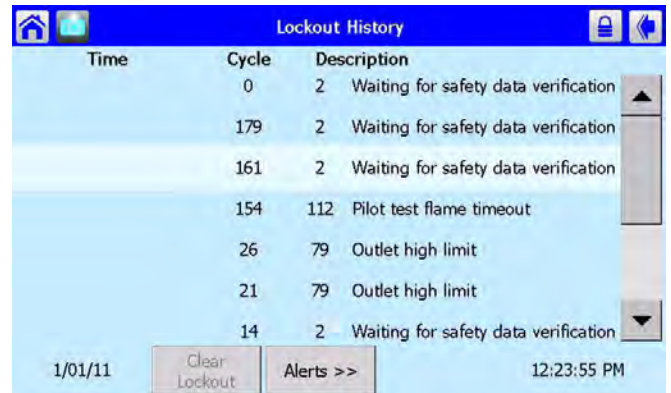 Lockout History
Time Cycle Description
0 2 Waiting for safety data verification
179 2 Waiting for safety data verification
161 2 Waiting for safety data verification
154 112 Pilot test flame timeout
26 79 Outlet high limit
21 79 Outlet high limit
14 2 Waiting for safety data verification
1/01/11 Clear Lockout Alerts >> 12:23:55 PM